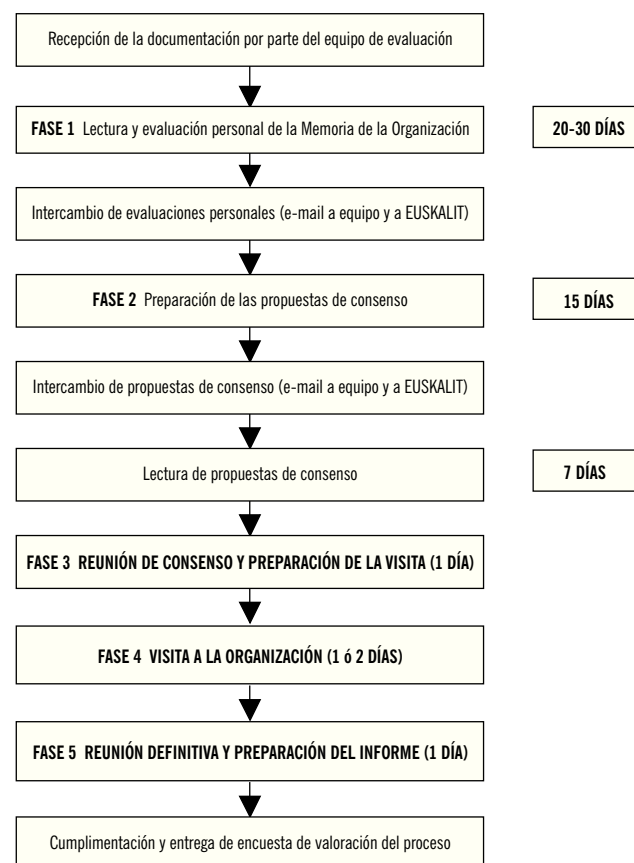 Recepción de la documentación por parte del equipo de evaluación
FASE 1 Lectura y evaluación personal de la Memoria de la Organización
20-30 DÍAS
Intercambio de evaluaciones personales (e-mail a equipo y a EUSKALIT)
FASE 2 Preparación de las propuestas de consenso
15 DÍAS
Intercambio de propuestas de consenso (e-mail a equipo y a EUSKALIT)
Lectura de propuestas de consenso
7 DÍAS
FASE 3 REUNIÓN DE CONSENSO Y PREPARACIÓN DE LA VISITA (1 DÍA)
FASE 4 VISITA A LA ORGANIZACIÓN (1 ó 2 DÍAS)
FASE 5 REUNIÓN DEFINITIVA Y PREPARACIÓN DEL INFORME (1 DÍA)
Cumplimentación y entrega de encuesta de valoración del proceso